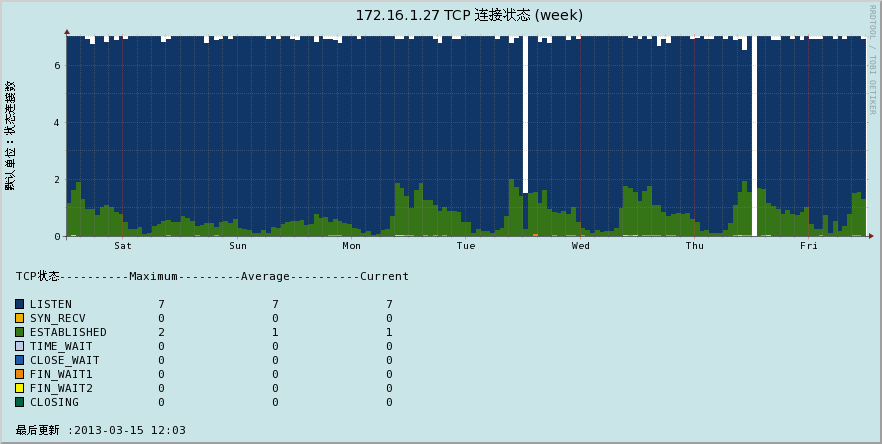 172.16.1.27 TCP 连接状态 (week)
RRDTOOL / TOBI OETIKER
默认单位：状态连接数
6
4
2
0
Sat Sun Mon Tue Wed Thu Fri
TCP状态----------Maximum---------Average----------Current
LISTEN 7 7 7
SYN_RECV 0 0 0
ESTABLISHED 2 1 1
TIME_WAIT 0 0 0
CLOSE_WAIT 0 0 0
FIN_WAIT1 0 0 0
FIN_WAIT2 0 0 0
CLOSING 0 0 0
最后更新 :2013-03-15 12:03